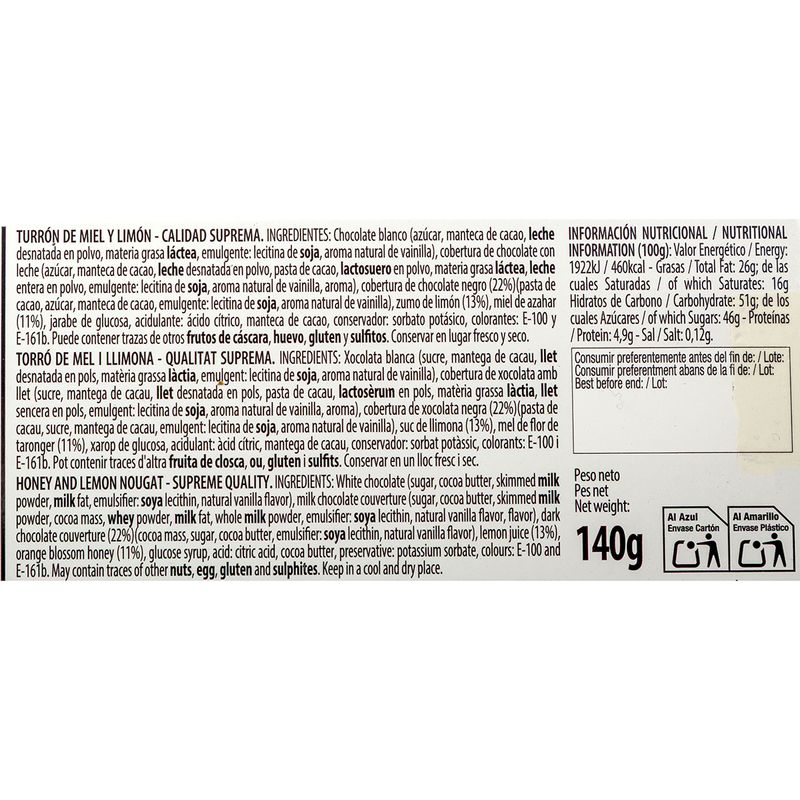 TURRÓN DE MIEL Y LIMÓN - CALIDAD SUPREMA. INGREDIENTES: Chocolate blanco (azúcar, manteca de cacao, leche
desnatada en polvo, materia grasa láctea, emulgente: lecitina de soja, aroma natural de vainilla), cobertura de chocolate con
leche (azúcar, manteca de cacao, leche desnatada en polvo, pasta de cacao, lactosuero en polvo, materia grasa láctea, leche
entera en polvo, emulgente: lecitina de soja, aroma natural de vainilla, aroma), cobertura de chocolate negro (22%)(pasta de
cacao, azúcar, manteca de cacao, emulgente: lecitina de soja, aroma natural de vainilla), zumo de limón (13%), miel de azahar
(11%), jarabe de glucosa, acidulante: ácido cítrico, manteca de cacao, conservador: sorbato potásico, colorantes: E-100 y
E-161b. Puede contener trazas de otros frutos de cáscara, huevo, gluten y sulfitos. Conservar en lugar fresco y seco.
TORRÓ DE MEL I LLIMONA - QUALITAT SUPREMA. INGREDIENTS: Xocolata blanca (sucre, mantega de cacau, llet
desnatada en pols, matèria grassa làctia, emulgent: lecitina de soja, aroma natural de vainilla), cobertura de xocolata amb
llet (sucre, mantega de cacau, llet desnatada en pols, pasta de cacau, lactosèrum en pols, matèria grassa làctia, llet
sencera en pols, emulgent: lecitina de soja, aroma natural de vainilla, aroma), cobertura de xocolata negra (22%)(pasta de
cacau, sucre, mantega de cacau, emulgent: lecitina de soja, aroma natural de vainilla), suc de llimona (13%), mel de flor de
taronger (11%), xarop de glucosa, acidulant: àcid cítric, mantega de cacau, conservador: sorbat potàssic, colorants: E-100 i
E-161b. Pot contenir traces d'altra fruita de closca, ou, gluten i sulfits. Conservar en un lloc fresc i sec.
HONEY AND LEMON NOUGAT - SUPREME QUALITY. INGREDIENTS: White chocolate (sugar, cocoa butter, skimmed milk
powder, milk fat, emulsifier: soya lecithin, natural vanilla flavor), milk chocolate couverture (sugar, cocoa butter, skimmed milk
powder, cocoa mass, whey powder, milk fat, whole milk powder, emulsifier: soya lecithin, natural vanilla flavor, flavor), dark
chocolate couverture (22%)(cocoa mass, sugar, cocoa butter, emulsifier: soya lecithin, natural vanilla flavor), lemon juice (13%),
orange blossom honey (11%), glucose syrup, acid: citric acid, cocoa butter, preservative: potassium sorbate, colours: E-100 and
E-161b. May contain traces of other nuts, egg, gluten and sulphites. Keep in a cool and dry place.
INFORMACIÓN NUTRICIONAL / NUTRITIONAL
INFORMATION (100g): Valor Energético / Energy:
1922kJ / 460kcal - Grasas / Total Fat: 26g; de las
cuales Saturadas / of which Saturates: 16g
Hidratos de Carbono / Carbohydrate: 51g; de los
cuales Azúcares / of which Sugars: 46g - Proteínas
/ Protein: 4,9g - Sal / Salt: 0,12g.
Consumir preferentemente antes del fin de: / Lote:
Consumir preferentment abans de la fi de: / Lot:
Best before end: / Lot:
Peso neto
Pes net
Net weight:
140g
Al Azul
Envase Cartón
Al Amarillo
Envase Plástico